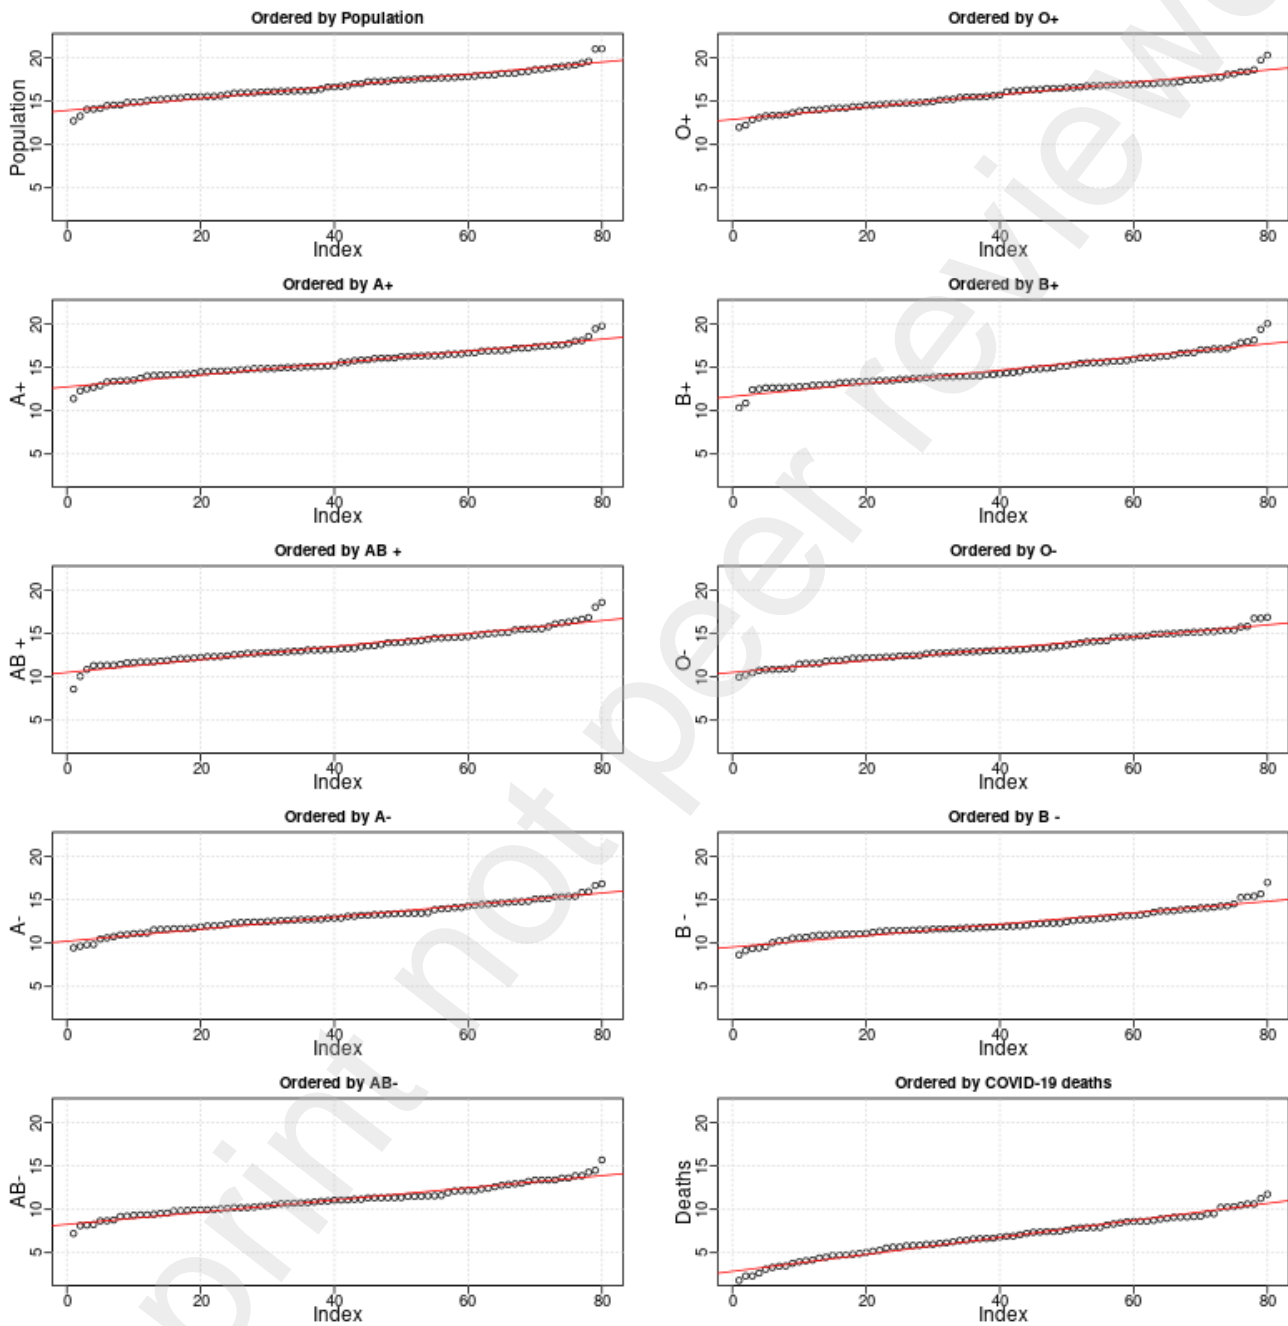 Ordered by Population
Population
20
15
10
5
0 20 40 60 80
Index
Ordered by O+
O+
20
15
10
5
0 20 40 60 80
Index
Ordered by A+
A+
20
15
10
5
0 20 40 60 80
Index
Ordered by B+
B+
20
15
10
5
0 20 40 60 80
Index
Ordered by AB +
AB +
20
15
10
5
0 20 40 60 80
Index
Ordered by O-
O-
20
15
10
5
0 20 40 60 80
Index
Ordered by A-
A-
20
15
10
5
0 20 40 60 80
Index
Ordered by B -
B -
20
15
10
5
0 20 40 60 80
Index
Ordered by AB-
AB-
20
15
10
5
0 20 40 60 80
Index
Ordered by COVID-19 deaths
Deaths
20
15
10
5
0 20 40 60 80
Index
print not peer reviewe